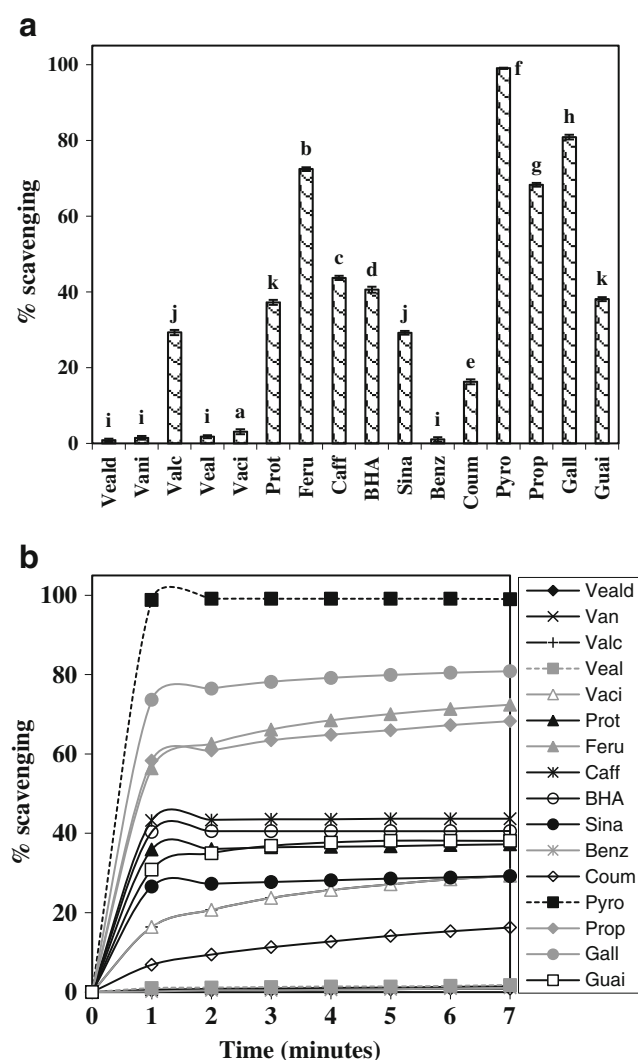 a
% scavenging
100
80
60
40
20
0
i
i
j
i
a
k
b
c
d
j
i
e
f
g
h
k
Veald
Vani
Valc
Veal
Vaci
Prot
Feru
Caff
BHA
Sina
Benz
Coum
Pyro
Prop
Gall
Guai
b
% scavenging
100
80
60
40
20
0
0 1 2 3 4 5 6 7
Time (minutes)
Veald
Van
Valc
Veal
Vaci
Prot
Feru
Caff
BHA
Sina
Benz
Coum
Pyro
Prop
Gall
Guai